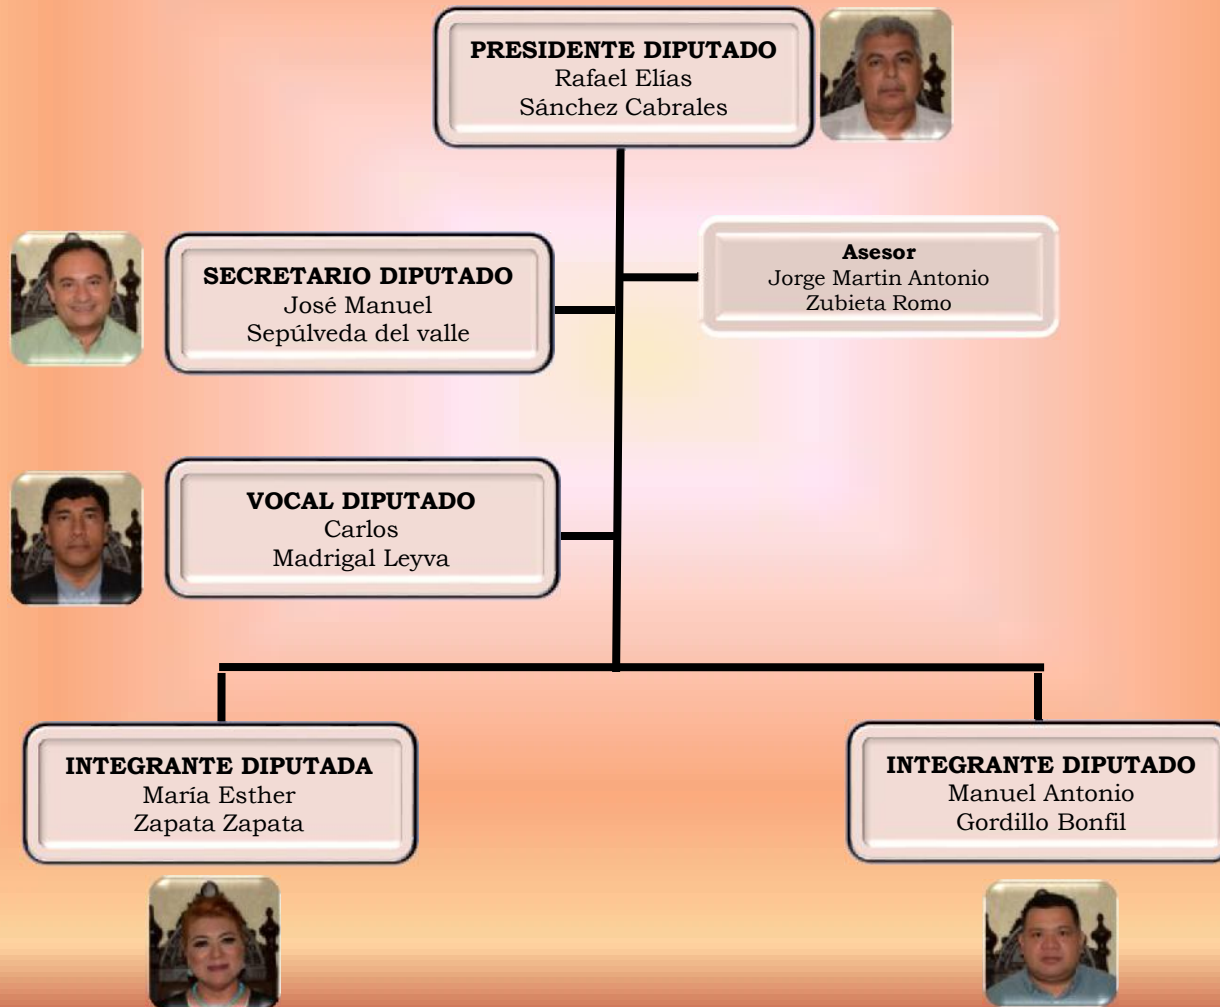 PRESIDENTE DIPUTADO
Rafael Elías
Sánchez Cabrales
Asesor
Jorge Martin Antonio
Zubieta Romo
SECRETARIO DIPUTADO
José Manuel
Sepúlveda del valle
VOCAL DIPUTADO
Carlos
Madrigal Leyva
INTEGRANTE DIPUTADA
María Esther
Zapata Zapata
INTEGRANTE DIPUTADO
Manuel Antonio
Gordillo Bonfil